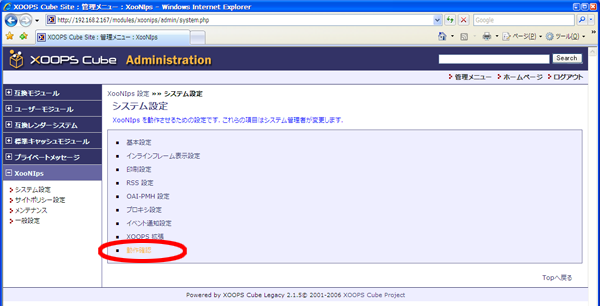 XOOPS Cube Site : 管理メニュー : XooNIps - Windows Internet Explorer
http://192.168.2.167/modules/xoonips/admin/system.php
Google
XOOPS Cube Site : 管理メニュー : XooNIps
ページ(P)
ツール(O)
XOOPS Cube Administration
Search
管理メニュー
ホームページ
ログアウト
互換モジュール
ユーザーモジュール
互換レンダーシステム
標準キャッシュモジュール
プライベートメッセージ
XooNIps
システム設定
サイトポリシー設定
メンテナンス
一般設定
XooNIps 設定 »» システム設定
システム設定
XooNIps を動作させるための設定です. これらの項目はシステム管理者が変更します.
基本設定
インラインフレーム表示設定
印刷設定
RSS 設定
OAI-PMH 設定
プロキシ設定
イベント通知設定
XOOPS 拡張
動作確認
Topへ戻る
Powered by XOOPS Cube Legacy 2.1.5© 2001-2006 XOOPS Cube Project